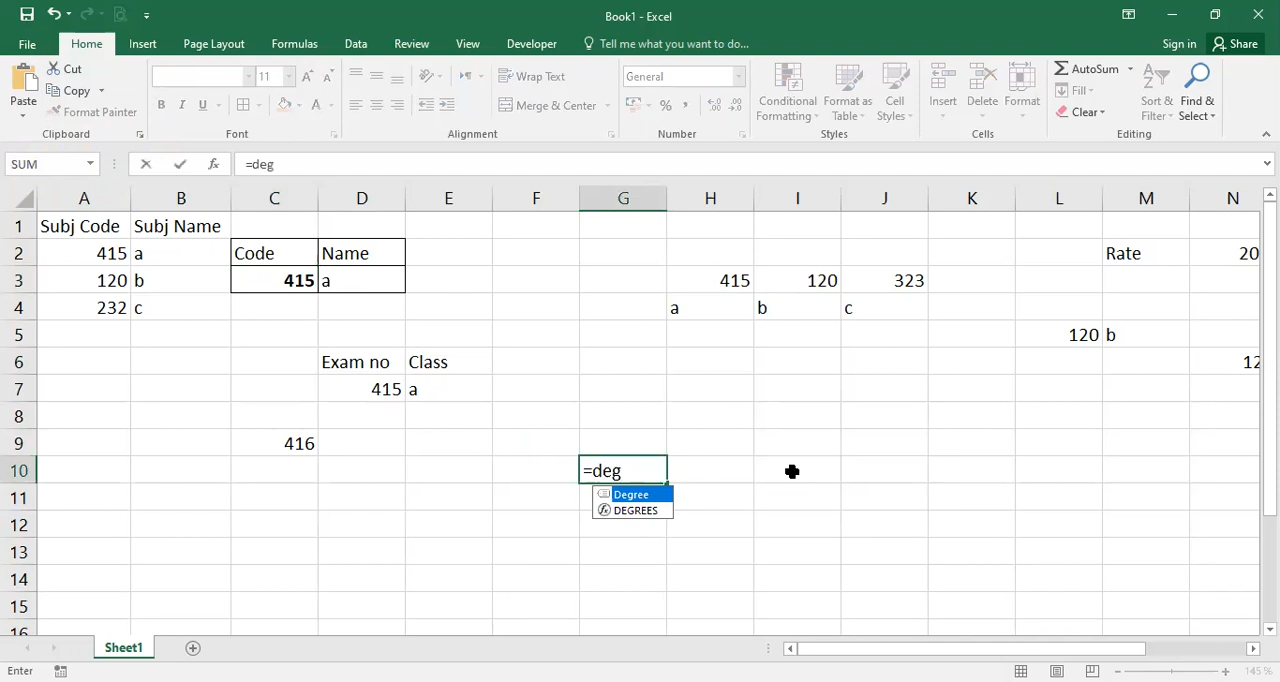 Book1 - Excel
File Home Insert Page Layout Formulas Data Review View Developer Tell me what you want to do... Sign in Share
Cut
Copy
Format Painter
Paste
11
Wrap Text
Merge & Center
General
Conditional Formatting
Format as Table
Cell Styles
Insert Delete Format
AutoSum
Fill
Clear
Sort & Filter
Find & Select
Clipboard Font Alignment Number Styles Cells Editing
SUM =deg
A B C D E F G H I J K L M N
1 Subj Code Subj Name
2 415 a Code Name Rate 20
3 120 b 415 a 415 120 323
4 232 c a b c
5 120 b
6 Exam no Class 12
7 415 a
8
9 416
10 =deg
Degree
11 DEGREES
12
13
14
15
16
Sheet1
Enter 145 %